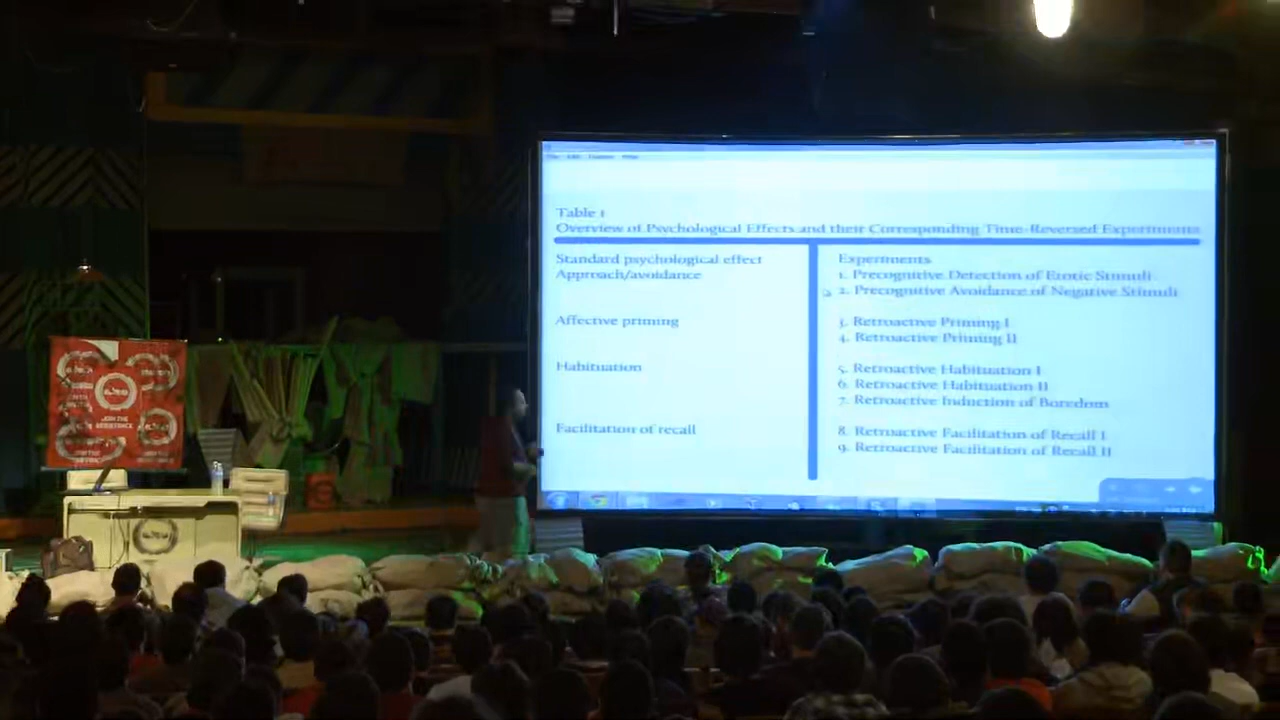 Table 1
Overview of Psychological Effects and their Corresponding Time-Reversed Experiments
Standard psychological effect
Approach/avoidance
Affective priming
Habituation
Facilitation of recall
Experiments
1. Precognitive Detection of Erotic Stimuli
2. Precognitive Avoidance of Negative Stimuli
3. Retroactive Priming I
4. Retroactive Priming II
5. Retroactive Habituation I
6. Retroactive Habituation II
7. Retroactive Induction of Boredom
8. Retroactive Facilitation of Recall I
9. Retroactive Facilitation of Recall II
JOIN THE
RESISTANCE